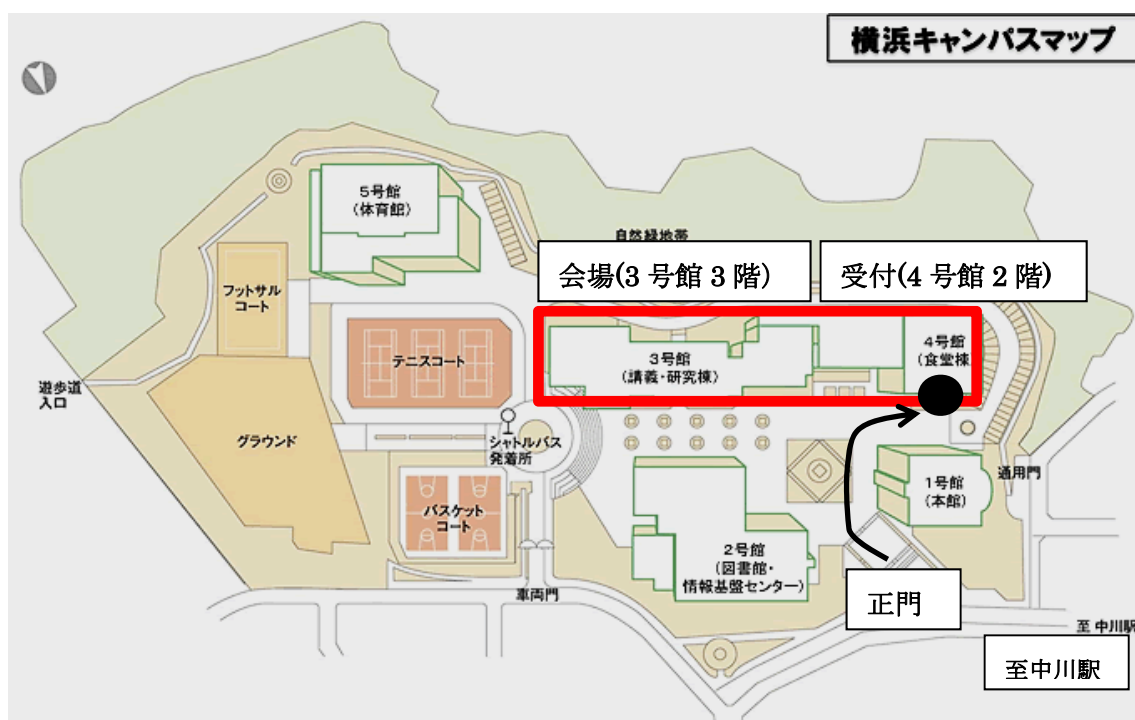 横浜キャンパスマップ
5号館
(体育館)
自然緑地帯
会場(3 号館 3 階)
受付(4 号館 2 階)
フットサル
コート
テニスコート
3号館
(講義・研究棟)
4号館
(食堂棟
遊歩道
入口
グラウンド
シャトルバス
発着所
通用門
1号館
(本館)
バスケット
コート
2号館
(図書館・
情報基盤センター)
車両門
正門
至 中川駅
至中川駅